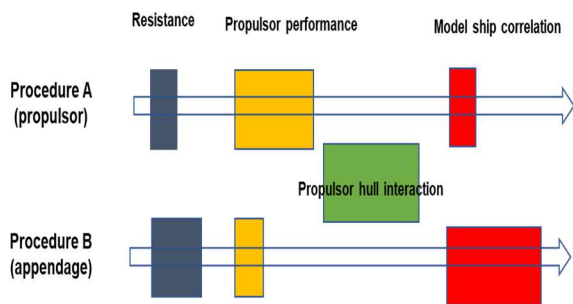 Resistance
Propulsor performance
Model ship correlation
Procedure A
(propulsor)
Propulsor hull interaction
Procedure B
(appendage)